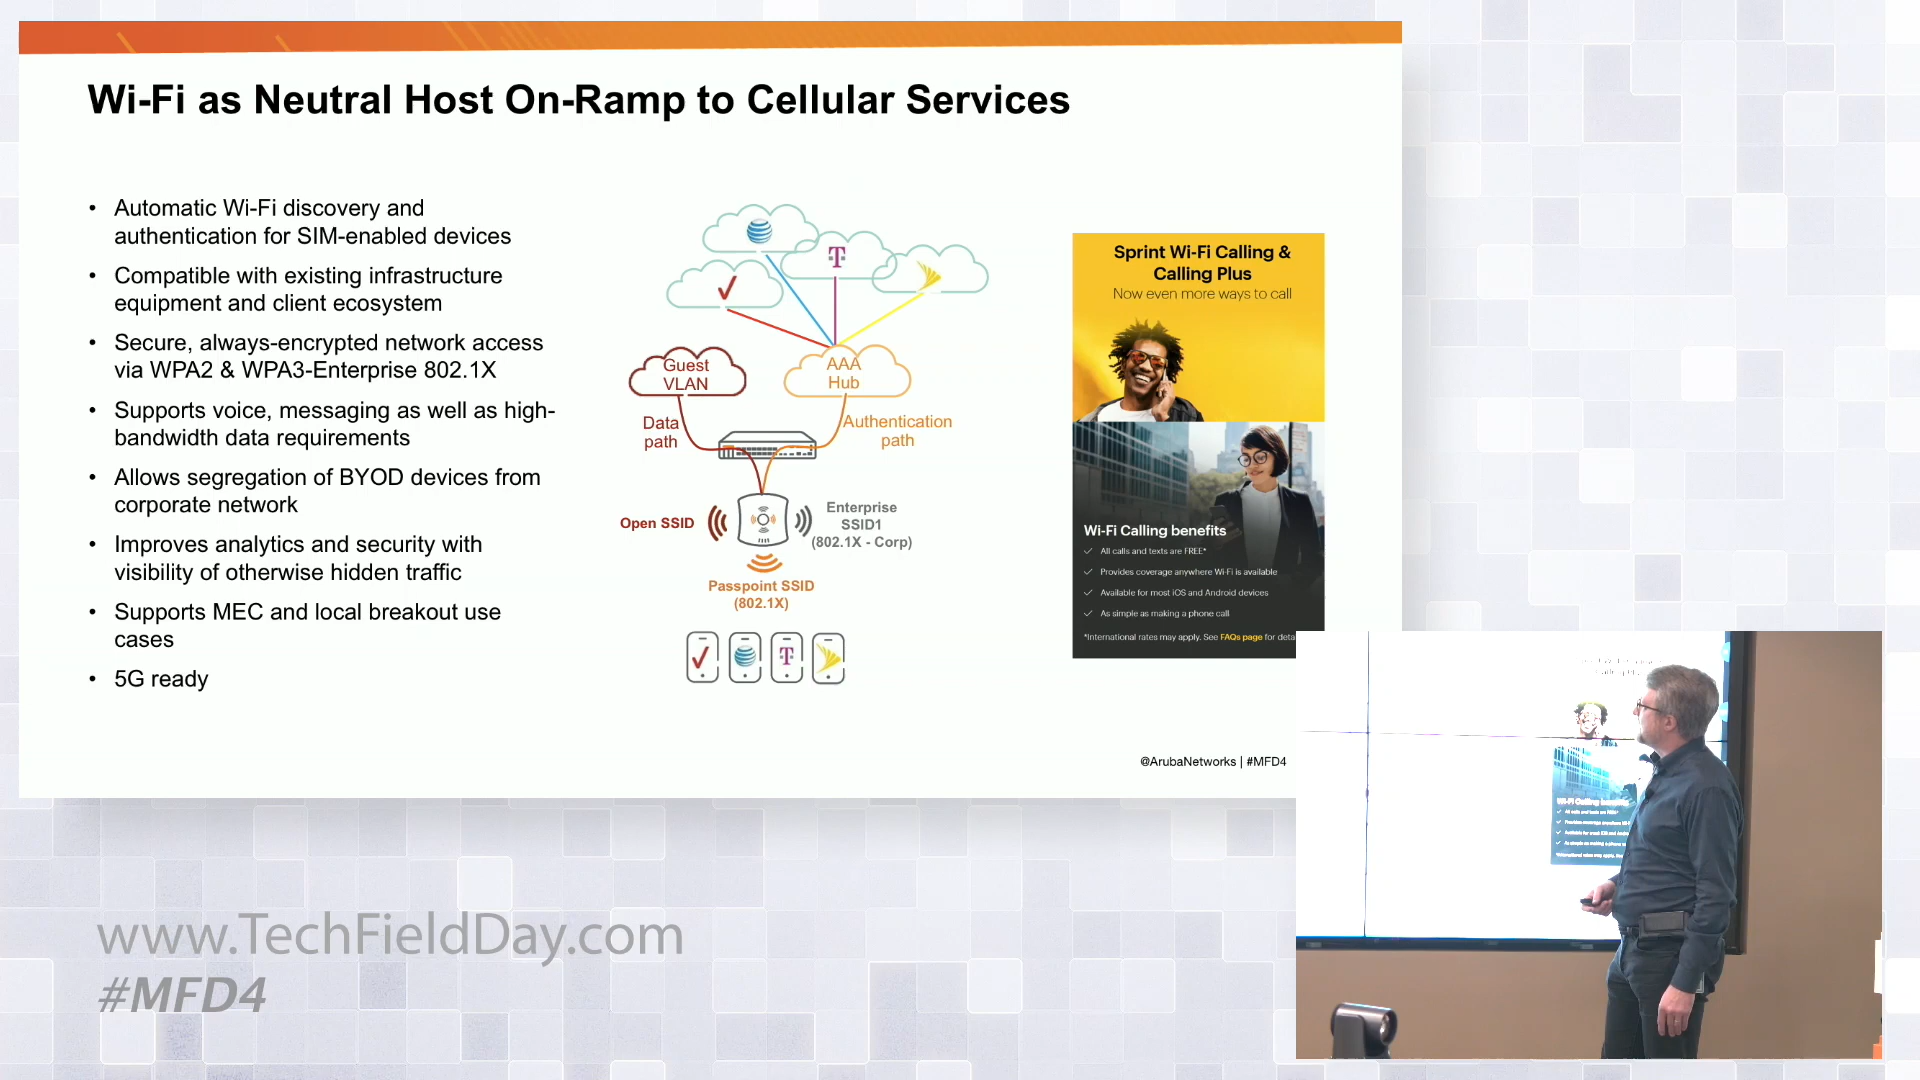 Wi-Fi as Neutral Host On-Ramp to Cellular Services
• Automatic Wi-Fi discovery and
authentication for SIM-enabled devices
• Compatible with existing infrastructure
equipment and client ecosystem
• Secure, always-encrypted network access
via WPA2 & WPA3-Enterprise 802.1X
• Supports voice, messaging as well as high-
bandwidth data requirements
• Allows segregation of BYOD devices from
corporate network
• Improves analytics and security with
visibility of otherwise hidden traffic
• Supports MEC and local breakout use
cases
• 5G ready
T
Guest
VLAN
AAA
Hub
Data
path
Authentication
path
Open SSID
Enterprise
SSID1
(802.1X - Corp)
Passpoint SSID
(802.1X)
T
Sprint Wi-Fi Calling &
Calling Plus
Now even more ways to call
Wi-Fi Calling benefits
All calls and texts are FREE*
Provides coverage anywhere Wi-Fi is available
Available for most iOS and Android devices
As simple as making a phone call
*International rates may apply. See FAQs page for
@ArubaNetworks | #MFD4
Wi-Fi Calling
www.TechFieldDay.com
#MFD4